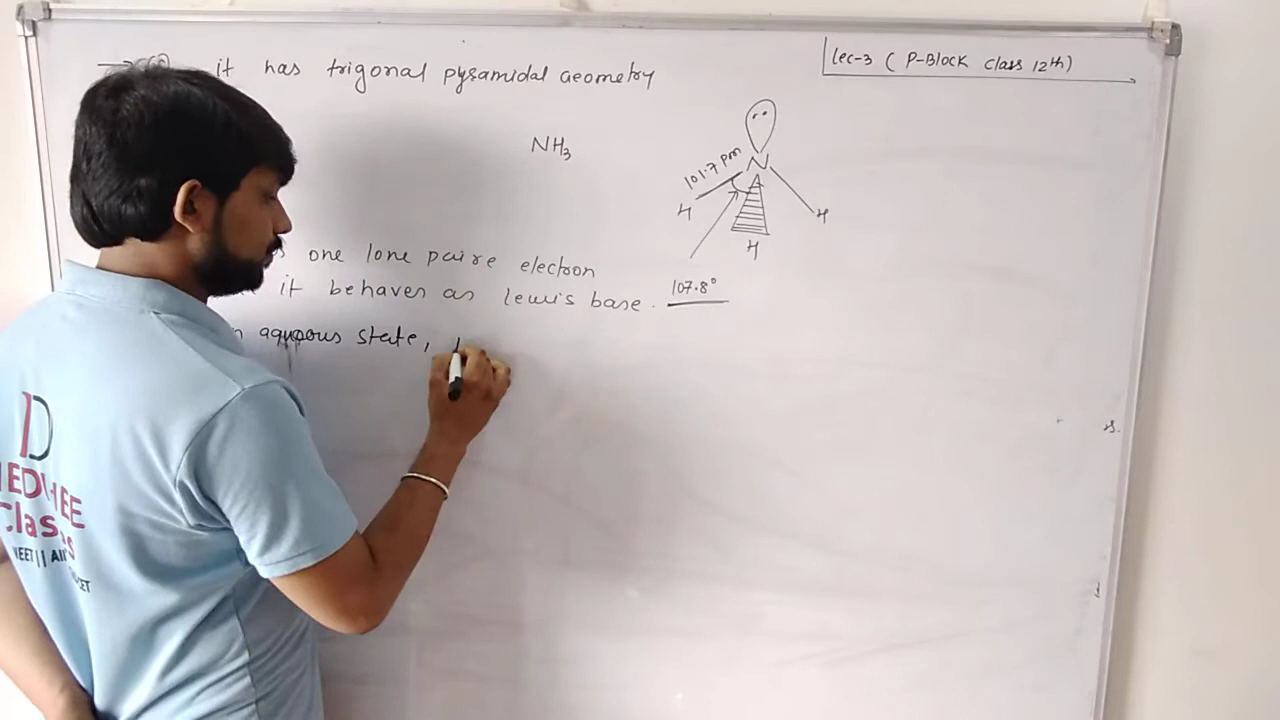 Lec-3 ( P-BLOCK class 12th)
it has trigonal pyramidal Geometry
NH3
101.7 pm
N
H
H
H
one lone paire electron
it behaves as lewis base.
107.8°
aqueous state,